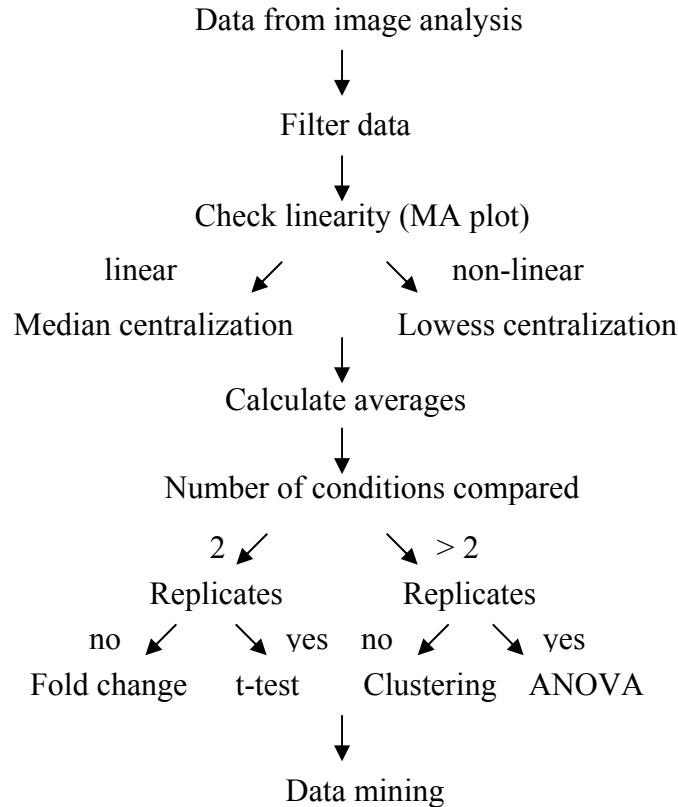 Data from image analysis
Filter data
Check linearity (MA plot)
linear non-linear
Median centralization Lowess centralization
Calculate averages
Number of conditions compared
2 > 2
Replicates Replicates
no yes no yes
Fold change t-test Clustering ANOVA
Data mining